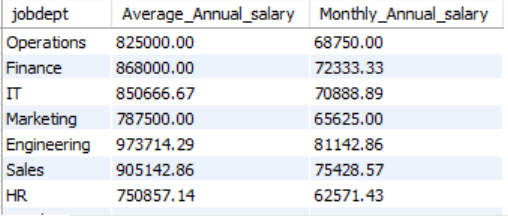 jobdept Average_Annual_salary Monthly_Annual_salary
Operations 825000.00 68750.00
Finance 868000.00 72333.33
IT 850666.67 70888.89
Marketing 787500.00 65625.00
Engineering 973714.29 81142.86
Sales 905142.86 75428.57
HR 750857.14 62571.43